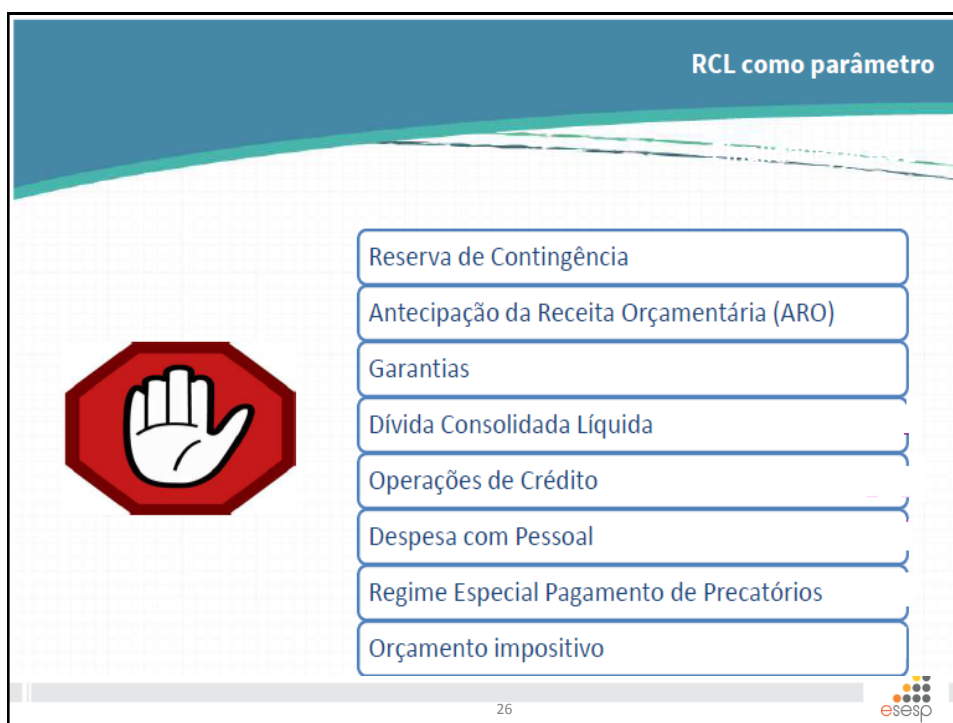 RCL como parâmetro
Reserva de Contingência
Antecipação da Receita Orçamentária (ARO)
Garantias
Dívida Consolidada Líquida
Operações de Crédito
Despesa com Pessoal
Regime Especial Pagamento de Precatórios
Orçamento impositivo
26
esesp